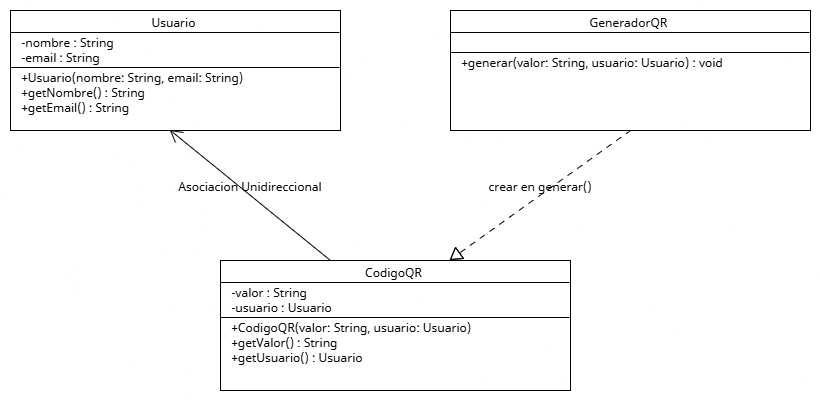 Usuario
-nombre : String
-email : String
+Usuario(nombre: String, email: String)
+getNombre() : String
+getEmail() : String
GeneradorQR
+generar(valor: String, usuario: Usuario) : void
Asociacion Unidireccional
crear en generar()
CodigoQR
-valor : String
-usuario : Usuario
+CodigoQR(valor: String, usuario: Usuario)
+getValor() : String
+getUsuario() : Usuario